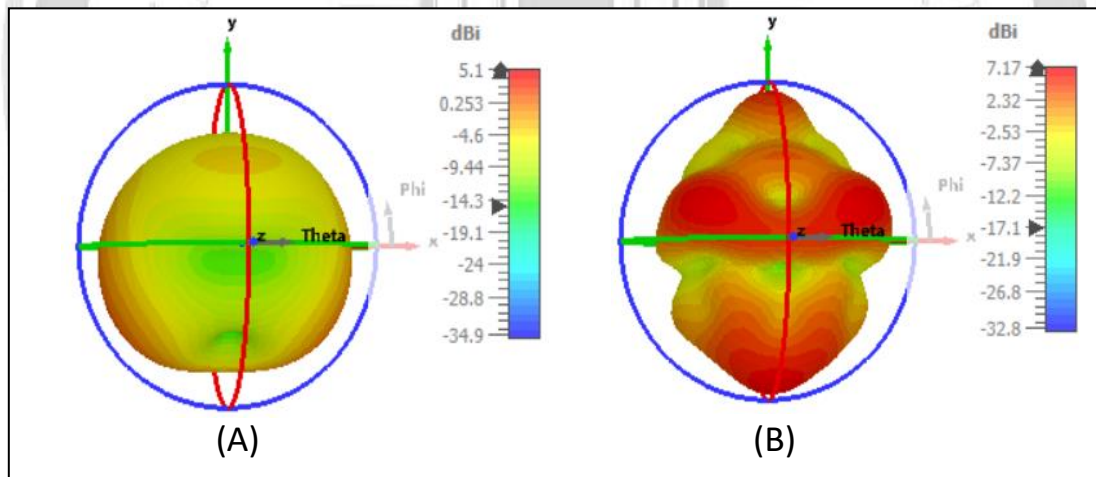 y
dBi
5.1
0.253
-4.6
-9.44
-14.3
-19.1
-24
-28.8
-34.9
Phi
z
Theta
x
(A)
y
dBi
7.17
2.32
-2.53
-7.37
-12.2
-17.1
-21.9
-26.8
-32.8
Phi
z
Theta
x
(B)